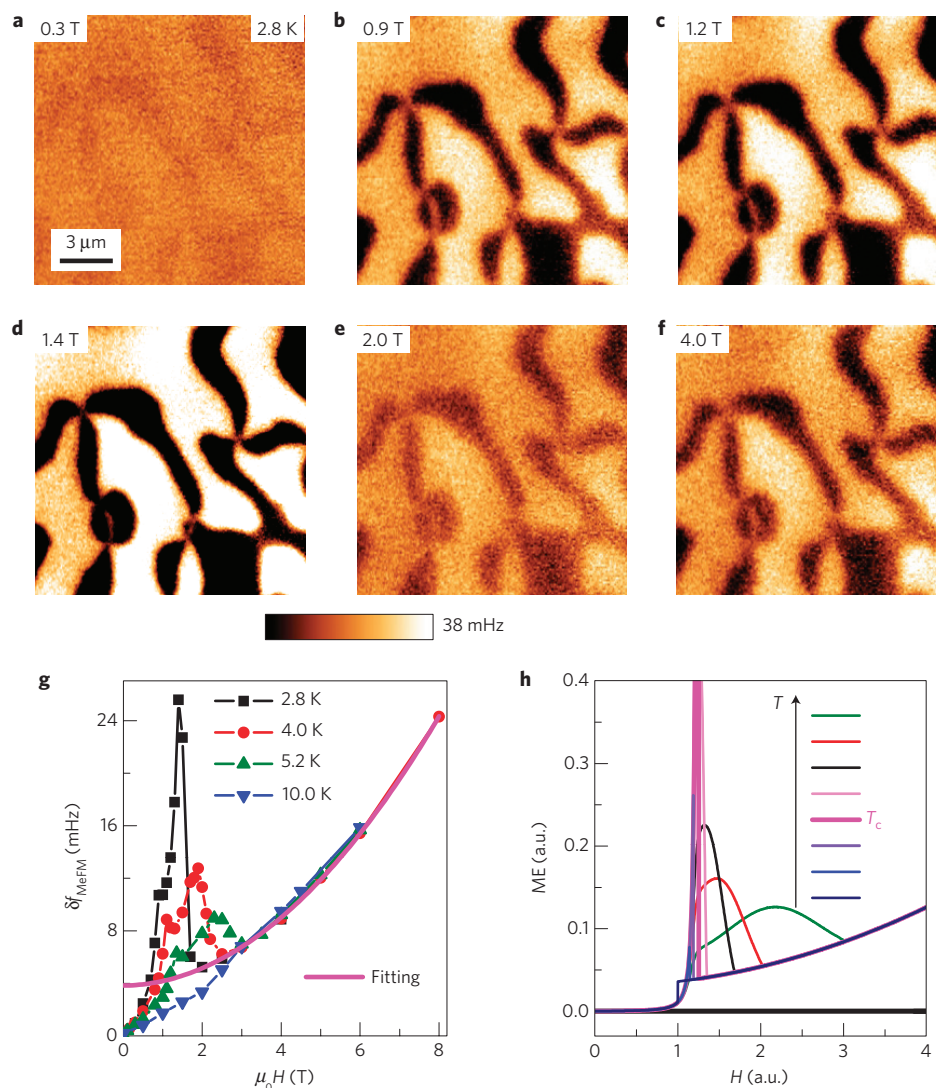 a
0.3 T
2.8 K
3 μm
b
0.9 T
c
1.2 T
d
1.4 T
e
2.0 T
f
4.0 T
38 mHz
g
24
16
8
0
δf_MeFM (mHz)
2.8 K
4.0 K
5.2 K
10.0 K
Fitting
0 2 4 6 8
μ₀H (T)
h
0.4
0.3
0.2
0.1
0.0
ME (a.u.)
T
T_c
0 1 2 3 4
H (a.u.)